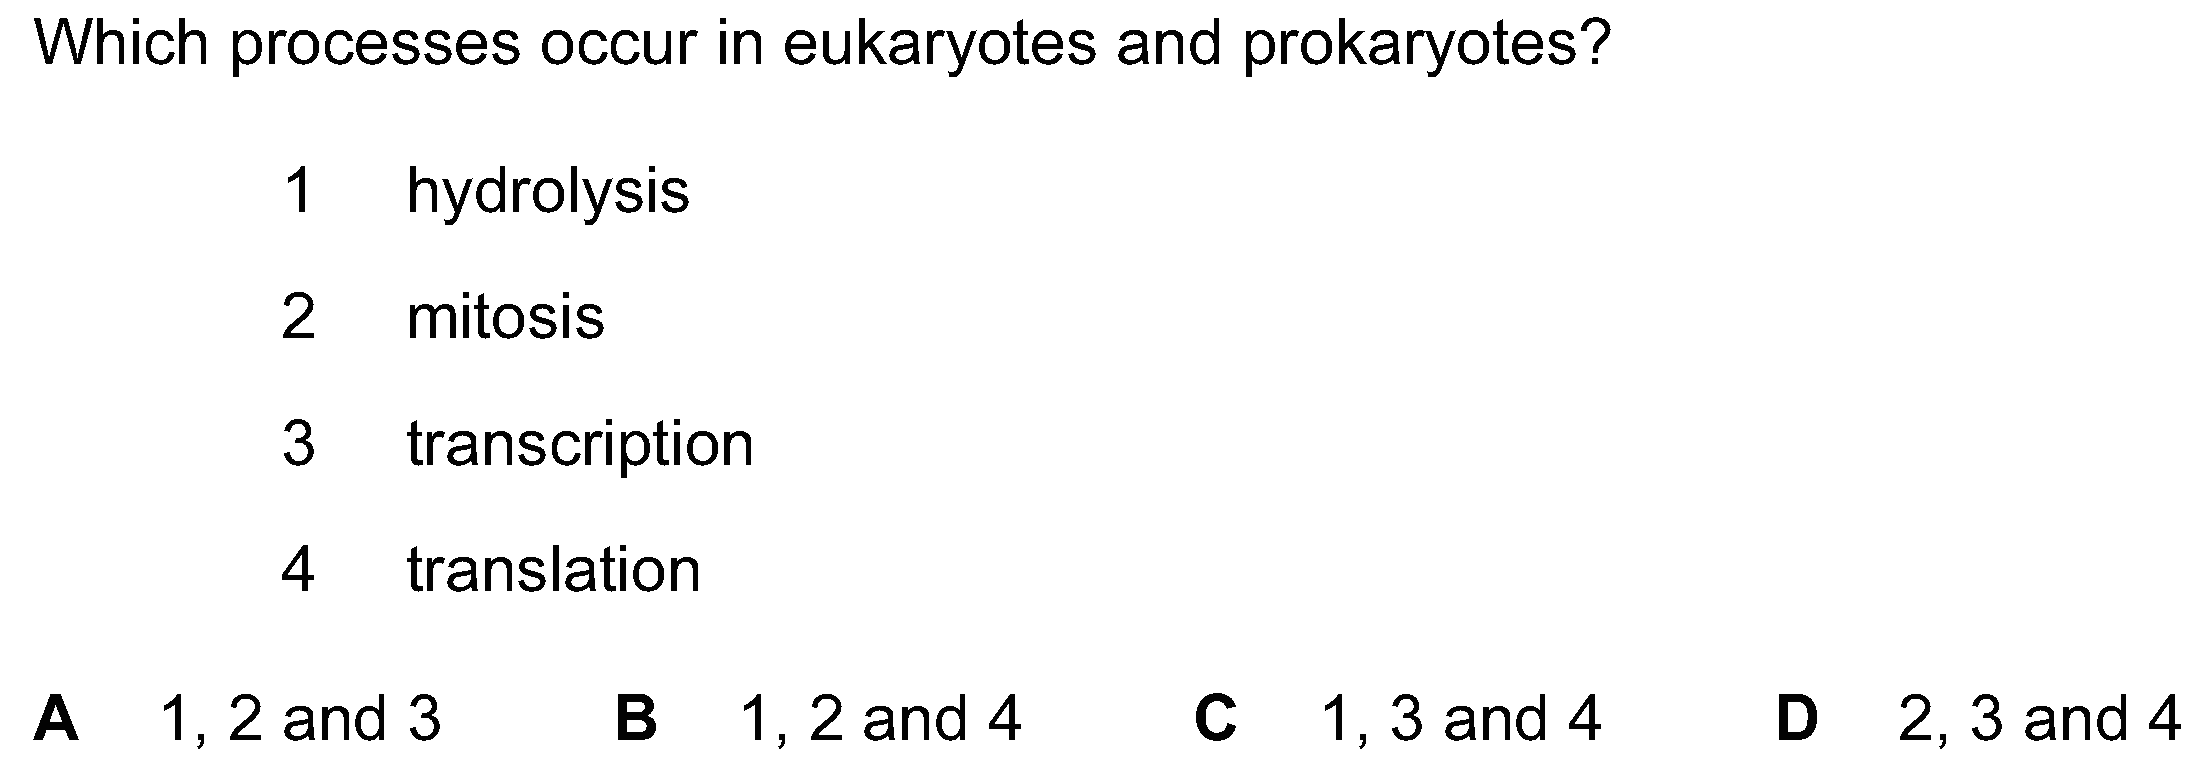 Which processes occur in eukaryotes and prokaryotes?
1 hydrolysis
2 mitosis
3 transcription
4 translation
A 1, 2 and 3 B 1, 2 and 4 C 1, 3 and 4 D 2, 3 and 4